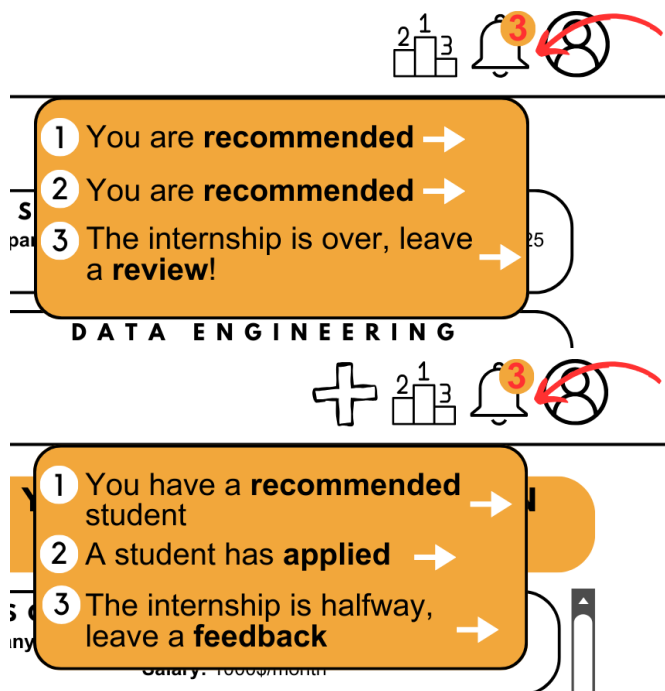 1
2 3 3
1 You are recommended
2 You are recommended
S
par
3 The internship is over, leave
a review!
25
DATA ENGINEERING
1
2 3 3
1 You have a recommended
student
2 A student has applied
3 The internship is halfway,
leave a feedback
Salary: 1000$/month